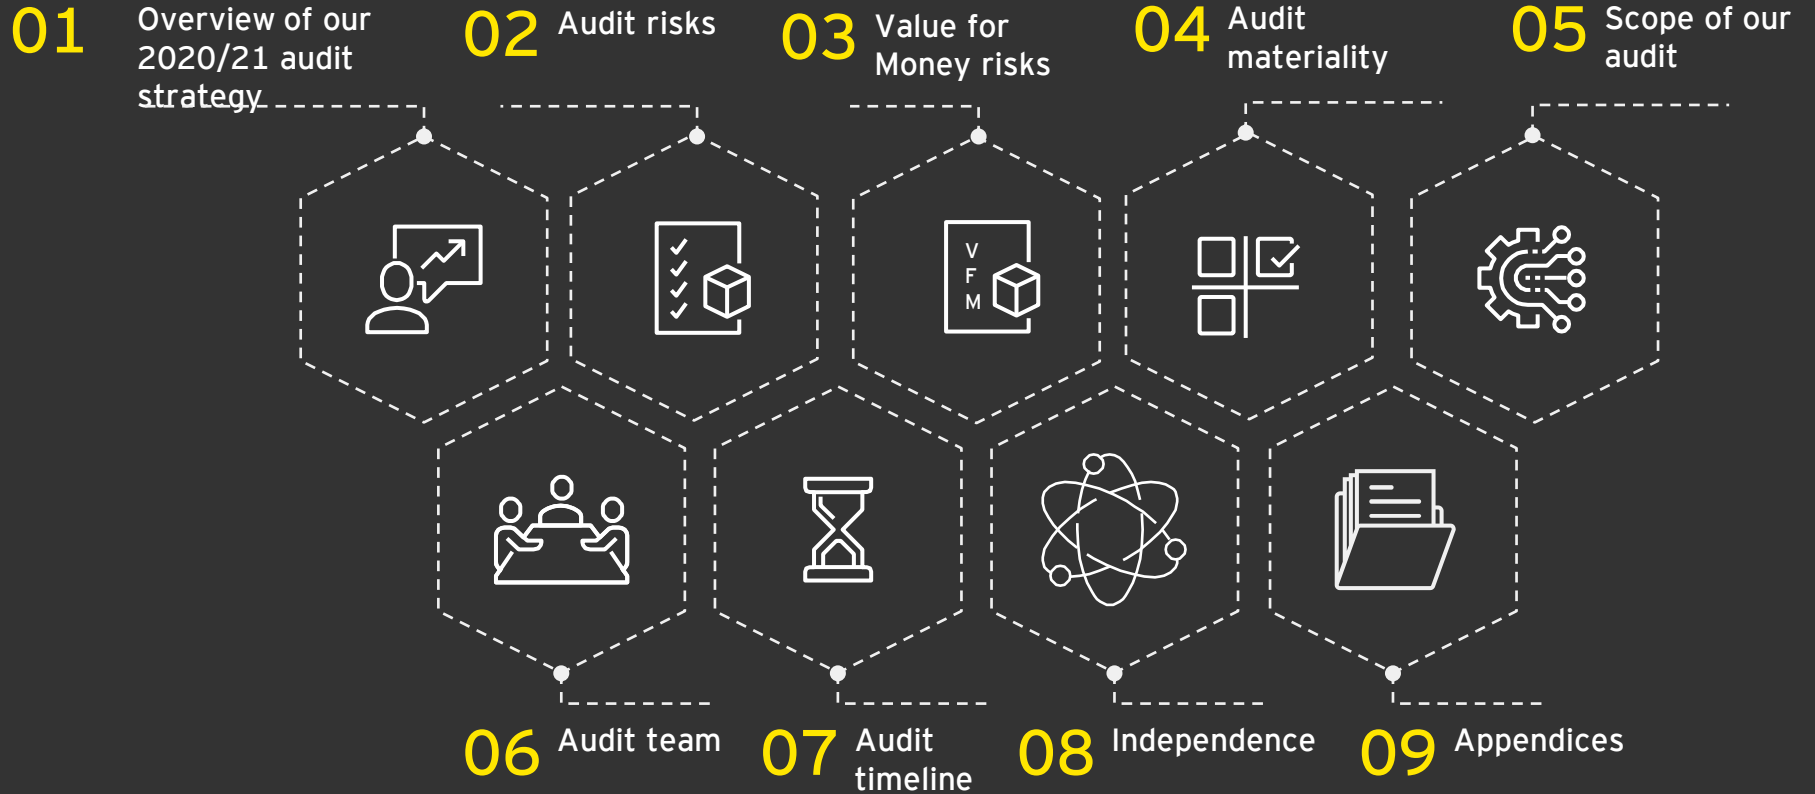 01
Overview of our
2020/21 audit
strategy
02
Audit risks
03
Value for
Money risks
04
Audit
materiality
05
Scope of our
audit
V
F
M
06
Audit team
07
Audit
timeline
08
Independence
09
Appendices